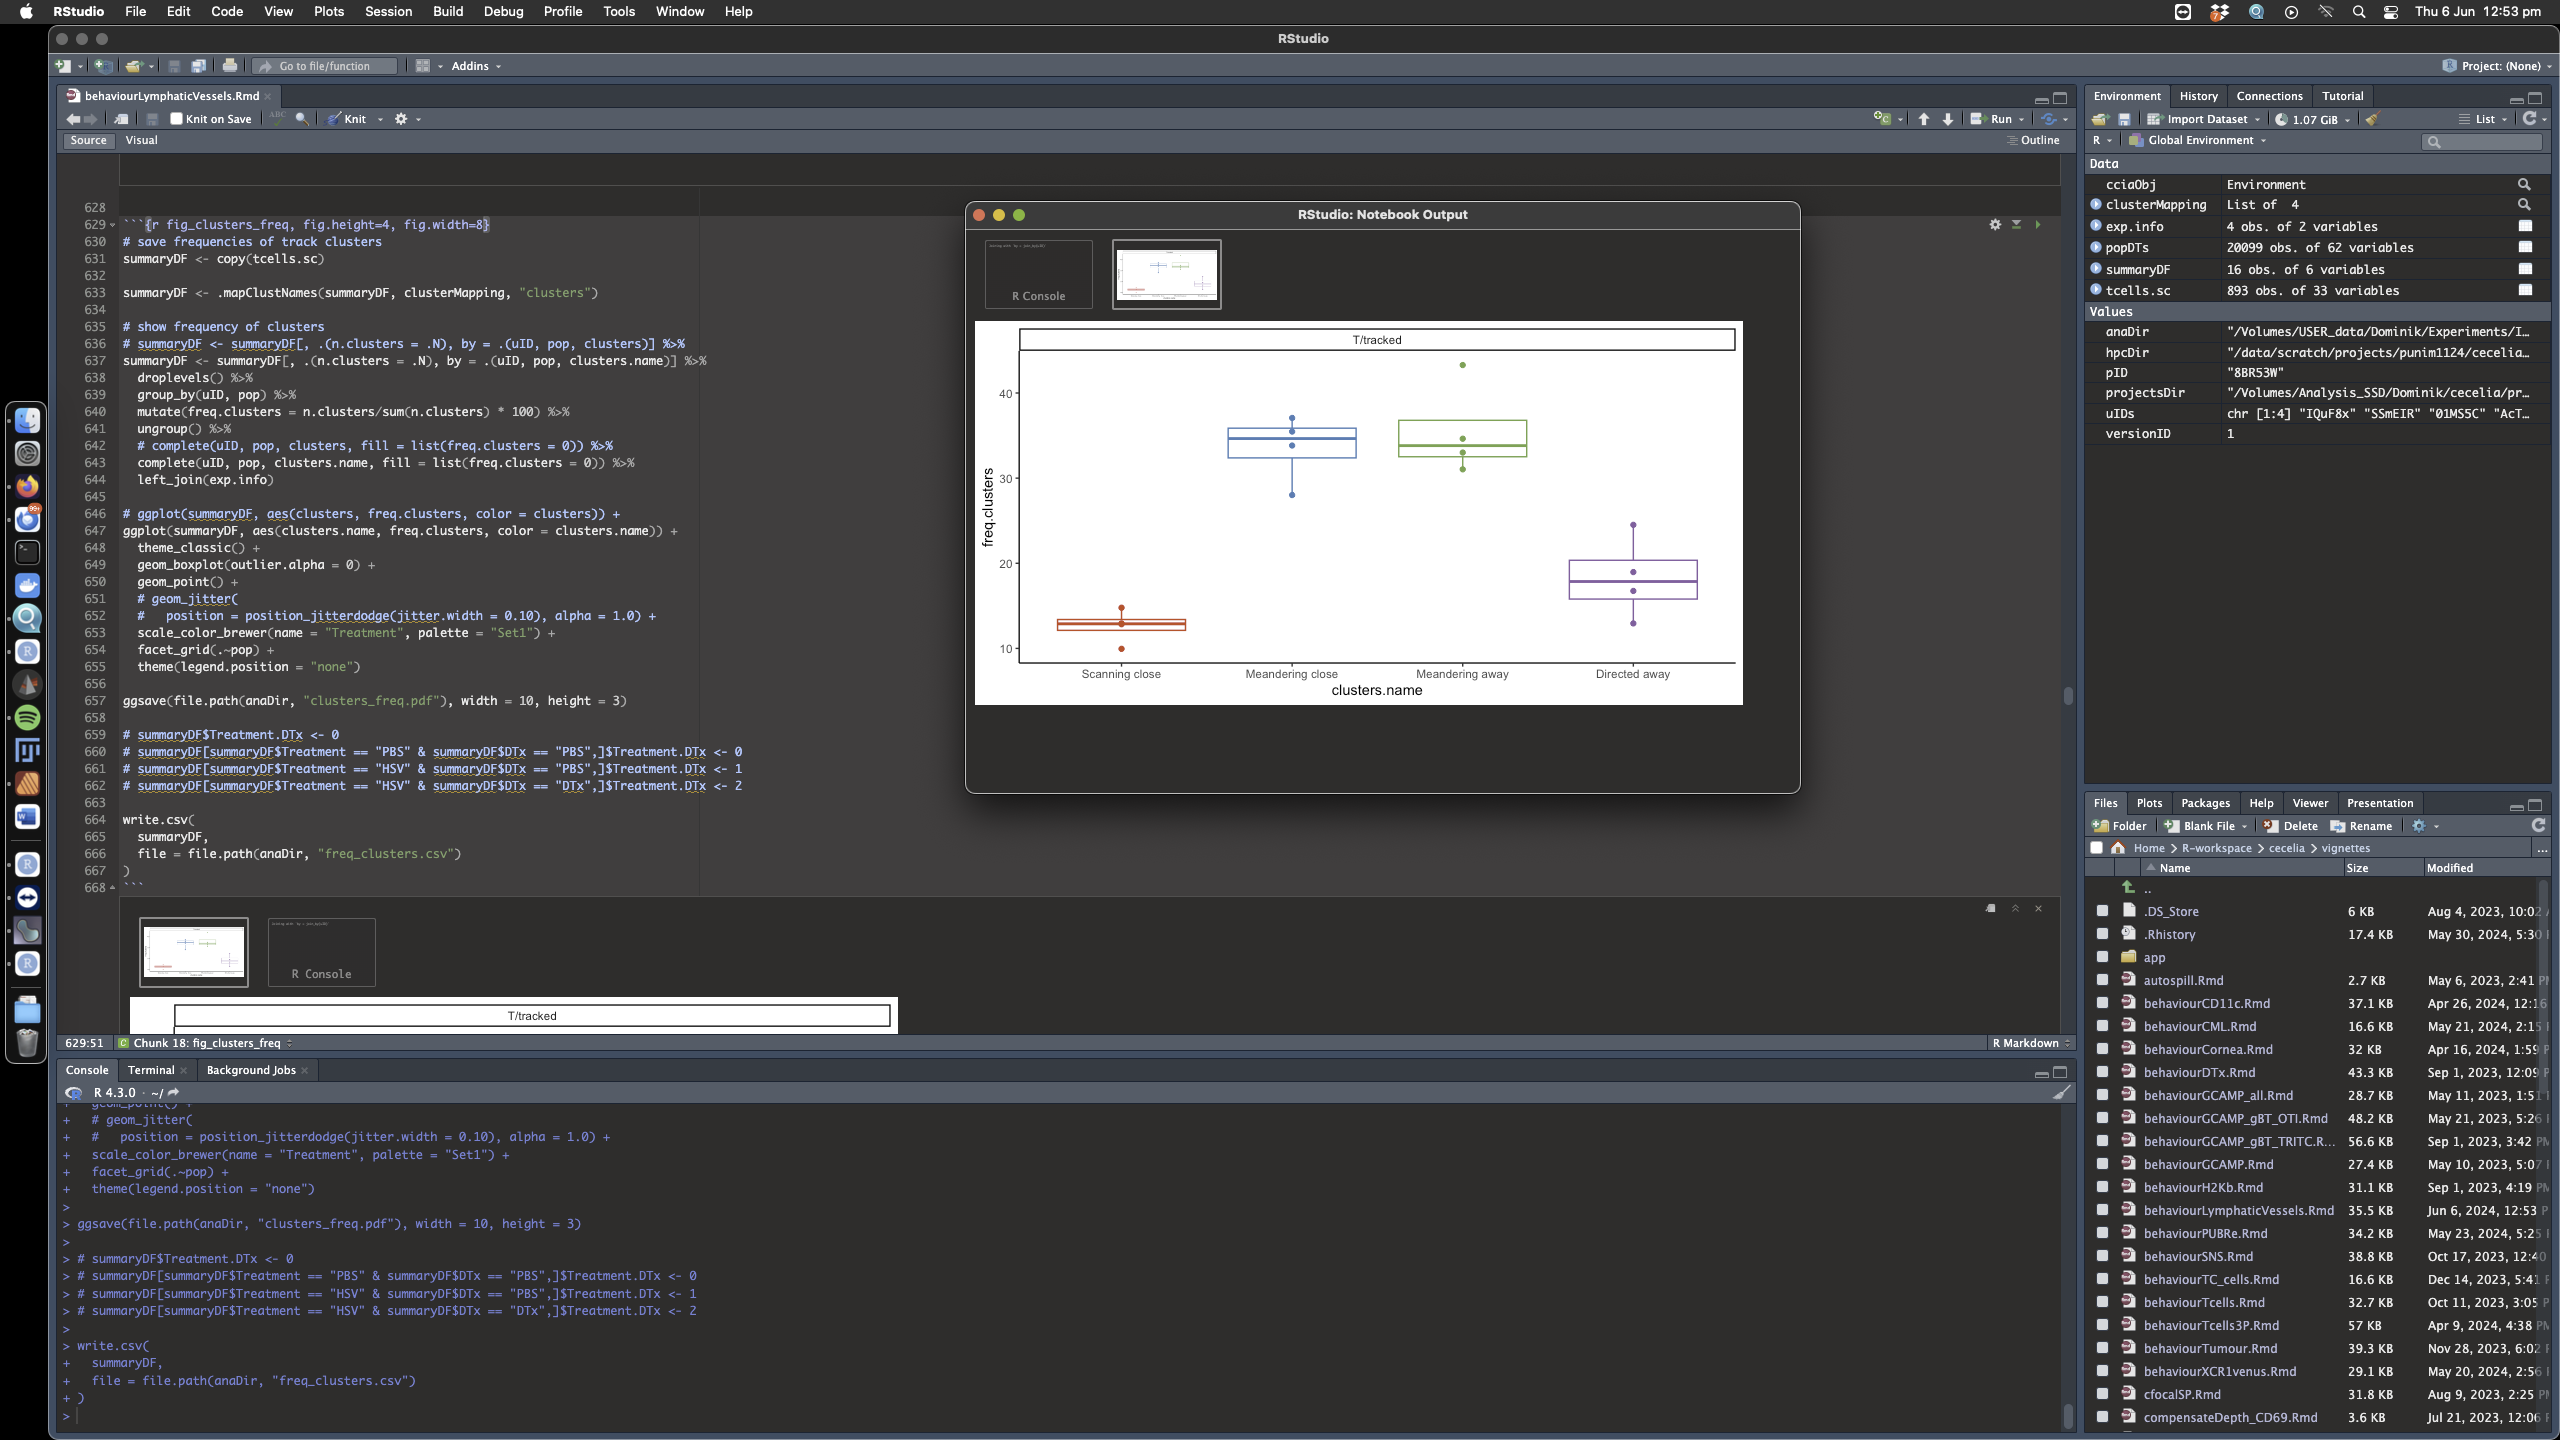 RStudio File Edit Code View Plots Session Build Debug Profile Tools Window Help
Thu 6 Jun 12:53 pm
RStudio
Go to file/function
Addins
Project: (None)
behaviourLymphaticVessels.Rmd
Knit on Save
ABC
Knit
Run
Source Visual
Outline
628
629 ```{r fig_clusters_freq, fig.height=4, fig.width=8}
630 # save frequencies of track clusters
631 summaryDF <- copy(tcells.sc)
632
633 summaryDF <- .mapClustNames(summaryDF, clusterMapping, "clusters")
634
635 # show frequency of clusters
636 # summaryDF <- summaryDF[, .(n.clusters = .N), by = .(uID, pop, clusters)] %>%
637 summaryDF <- summaryDF[, .(n.clusters = .N), by = .(uID, pop, clusters.name)] %>%
638 droplevels() %>%
639 group_by(uID, pop) %>%
640 mutate(freq.clusters = n.clusters/sum(n.clusters) * 100) %>%
641 ungroup() %>%
642 # complete(uID, pop, clusters, fill = list(freq.clusters = 0)) %>%
643 complete(uID, pop, clusters.name, fill = list(freq.clusters = 0)) %>%
644 left_join(exp.info)
645
646 # ggplot(summaryDF, aes(clusters, freq.clusters, color = clusters)) +
647 ggplot(summaryDF, aes(clusters.name, freq.clusters, color = clusters.name)) +
648 theme_classic() +
649 geom_boxplot(outlier.alpha = 0) +
650 geom_point() +
651 # geom_jitter(
652 # position = position_jitterdodge(jitter.width = 0.10), alpha = 1.0) +
653 scale_color_brewer(name = "Treatment", palette = "Set1") +
654 facet_grid(.~pop) +
655 theme(legend.position = "none")
656
657 ggsave(file.path(anaDir, "clusters_freq.pdf"), width = 10, height = 3)
658
659 # summaryDF$Treatment.DTx <- 0
660 # summaryDF[summaryDF$Treatment == "PBS" & summaryDF$DTx == "PBS",]$Treatment.DTx <- 0
661 # summaryDF[summaryDF$Treatment == "HSV" & summaryDF$DTx == "PBS",]$Treatment.DTx <- 1
662 # summaryDF[summaryDF$Treatment == "HSV" & summaryDF$DTx == "DTx",]$Treatment.DTx <- 2
663
664 write.csv(
665 summaryDF,
666 file = file.path(anaDir, "freq_clusters.csv")
667 )
668 ```
R Console
T/tracked
629:51 Chunk 18: fig_clusters_freq
R Markdown
RStudio: Notebook Output
R Console
T/tracked
40
30
20
10
freq.clusters
Scanning close Meandering close Meandering away Directed away
clusters.name
Console Terminal Background Jobs
R 4.3.0 · ~/
+ geom_point() +
+ # geom_jitter(
+ # position = position_jitterdodge(jitter.width = 0.10), alpha = 1.0) +
+ scale_color_brewer(name = "Treatment", palette = "Set1") +
+ facet_grid(.~pop) +
+ theme(legend.position = "none")
>
> ggsave(file.path(anaDir, "clusters_freq.pdf"), width = 10, height = 3)
>
> # summaryDF$Treatment.DTx <- 0
> # summaryDF[summaryDF$Treatment == "PBS" & summaryDF$DTx == "PBS",]$Treatment.DTx <- 0
> # summaryDF[summaryDF$Treatment == "HSV" & summaryDF$DTx == "PBS",]$Treatment.DTx <- 1
> # summaryDF[summaryDF$Treatment == "HSV" & summaryDF$DTx == "DTx",]$Treatment.DTx <- 2
>
> write.csv(
+ summaryDF,
+ file = file.path(anaDir, "freq_clusters.csv")
+ )
>
Environment History Connections Tutorial
Import Dataset 1.07 GiB List
R Global Environment
Data
cciaObj Environment
clusterMapping List of 4
exp.info 4 obs. of 2 variables
popDTs 20099 obs. of 62 variables
summaryDF 16 obs. of 6 variables
tcells.sc 893 obs. of 33 variables
Values
anaDir "/Volumes/USER_data/Dominik/Experiments/I…
hpcDir "/data/scratch/projects/punim1124/cecelia…
pID "8BR53W"
projectsDir "/Volumes/Analysis_SSD/Dominik/cecelia/pr…
uIDs chr [1:4] "IQuF8x" "SSmEIR" "01MS5C" "AcT…
versionID 1
Files Plots Packages Help Viewer Presentation
Folder Blank File Delete Rename
Home > R-workspace > cecelia > vignettes ...
Name Size Modified
..
.DS_Store 6 KB Aug 4, 2023, 10:02
.Rhistory 17.4 KB May 30, 2024, 5:30
app
autospill.Rmd 2.7 KB May 6, 2023, 2:41 P
behaviourCD11c.Rmd 37.1 KB Apr 26, 2024, 12:16
behaviourCML.Rmd 16.6 KB May 21, 2024, 2:15
behaviourCornea.Rmd 32 KB Apr 16, 2024, 1:59
behaviourDTx.Rmd 43.3 KB Sep 1, 2023, 12:09
behaviourGCAMP_all.Rmd 28.7 KB May 11, 2023, 1:51
behaviourGCAMP_gBT_OTI.Rmd 48.2 KB May 21, 2023, 5:26
behaviourGCAMP_gBT_TRITC.R... 56.6 KB Sep 1, 2023, 3:42 PM
behaviourGCAMP.Rmd 27.4 KB May 10, 2023, 5:07
behaviourH2Kb.Rmd 31.1 KB Sep 1, 2023, 4:19 PM
behaviourLymphaticVessels.Rmd 35.5 KB Jun 6, 2024, 12:53 P
behaviourPUBRe.Rmd 34.2 KB May 23, 2024, 5:25
behaviourSNS.Rmd 38.8 KB Oct 17, 2023, 12:40
behaviourTC_cells.Rmd 16.6 KB Dec 14, 2023, 5:41
behaviourTcells.Rmd 32.7 KB Oct 11, 2023, 3:05 P
behaviourTcells3P.Rmd 57 KB Apr 9, 2024, 4:38 PM
behaviourTumour.Rmd 39.3 KB Nov 28, 2023, 6:02
behaviourXCR1venus.Rmd 29.1 KB May 20, 2024, 2:56
cfocalSP.Rmd 31.8 KB Aug 9, 2023, 2:25 PM
compensateDepth_CD69.Rmd 3.6 KB Jul 21, 2023, 12:06